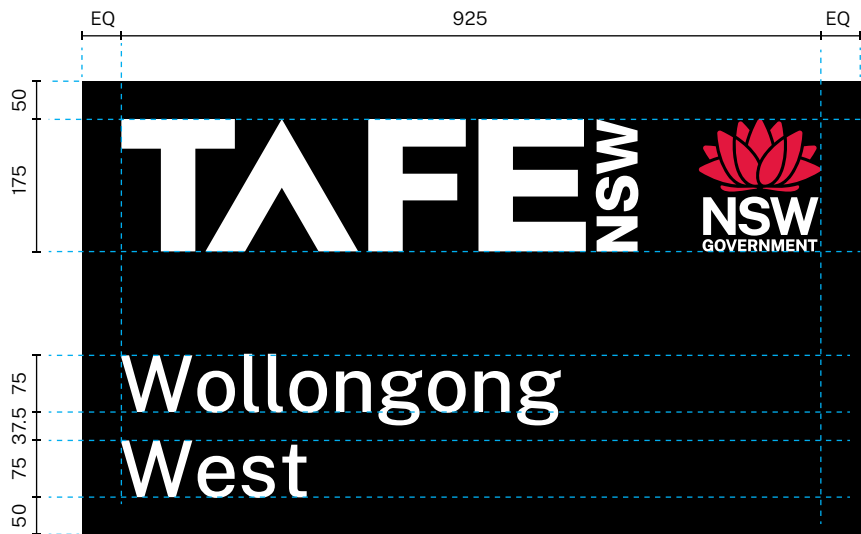 EQ 925 EQ
50
175
TAFE NSW
NSW
GOVERNMENT
75
Wollongong
37.5
75
West
50